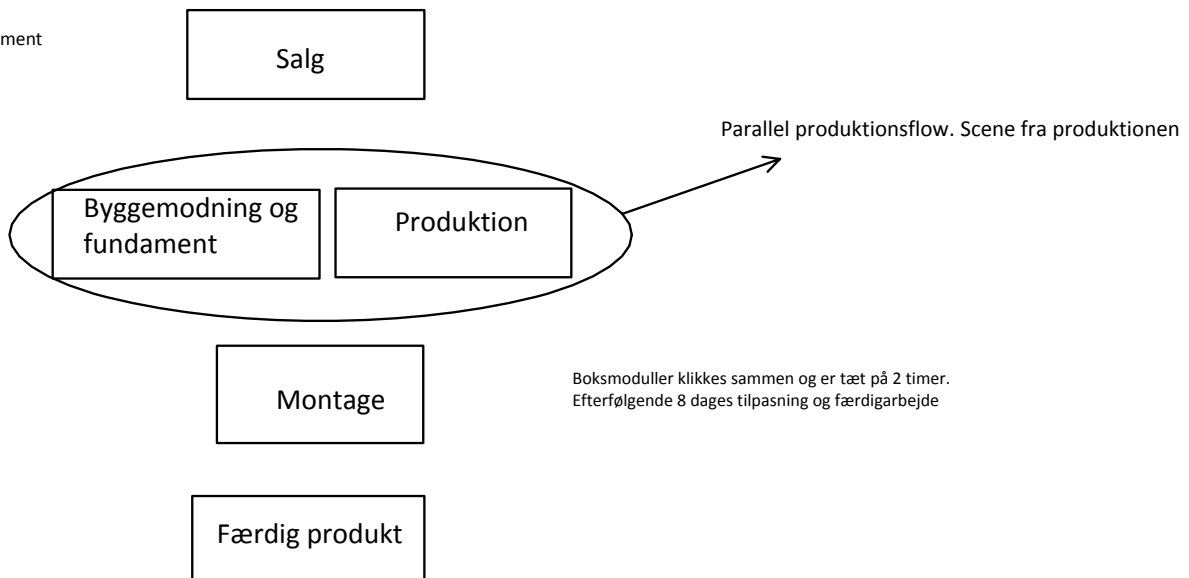 ment
Salg
Parallel produktionsflow. Scene fra produktionen
Byggemodning og
fundament
Produktion
Montage
Boksmoduller klikkes sammen og er tæt på 2 timer.
Efterfølgende 8 dages tilpasning og færdigarbejde
Færdig produkt